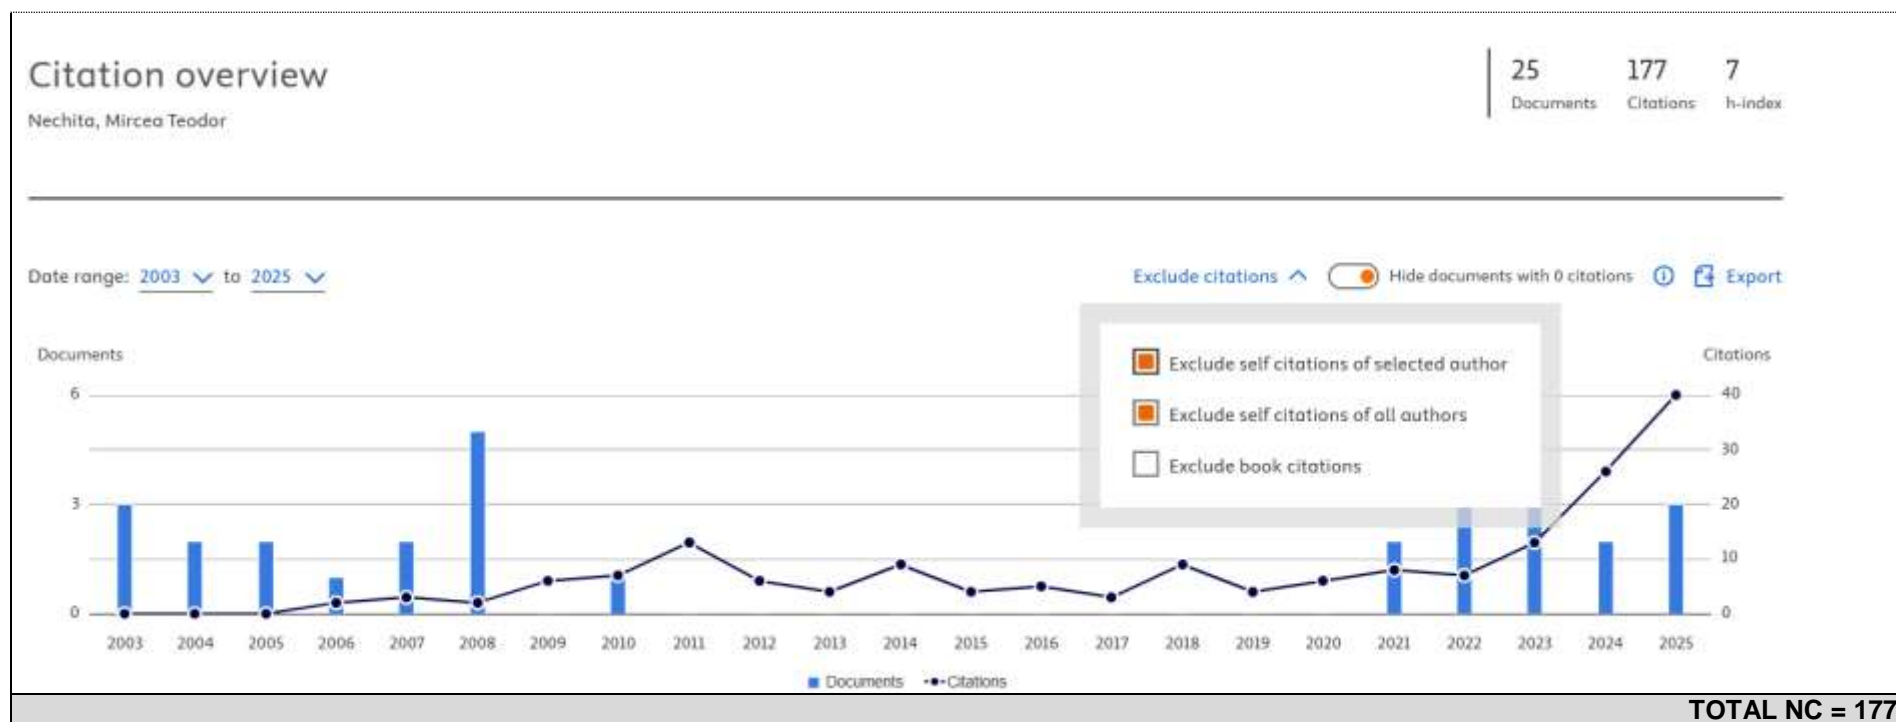 Citation overview
25 177 7
Documents Citations h-index
Nechita, Mircea Teodor
Date range: 2003 to 2025
Exclude citations Hide documents with 0 citations Export
Exclude self citations of selected author
Exclude self citations of all authors
Exclude book citations
Documents Citations
6 40
30
3 20
10
0 0
2003 2004 2005 2006 2007 2008 2009 2010 2011 2012 2013 2014 2015 2016 2017 2018 2019 2020 2021 2022 2023 2024 2025
Documents Citations
TOTAL NC = 177